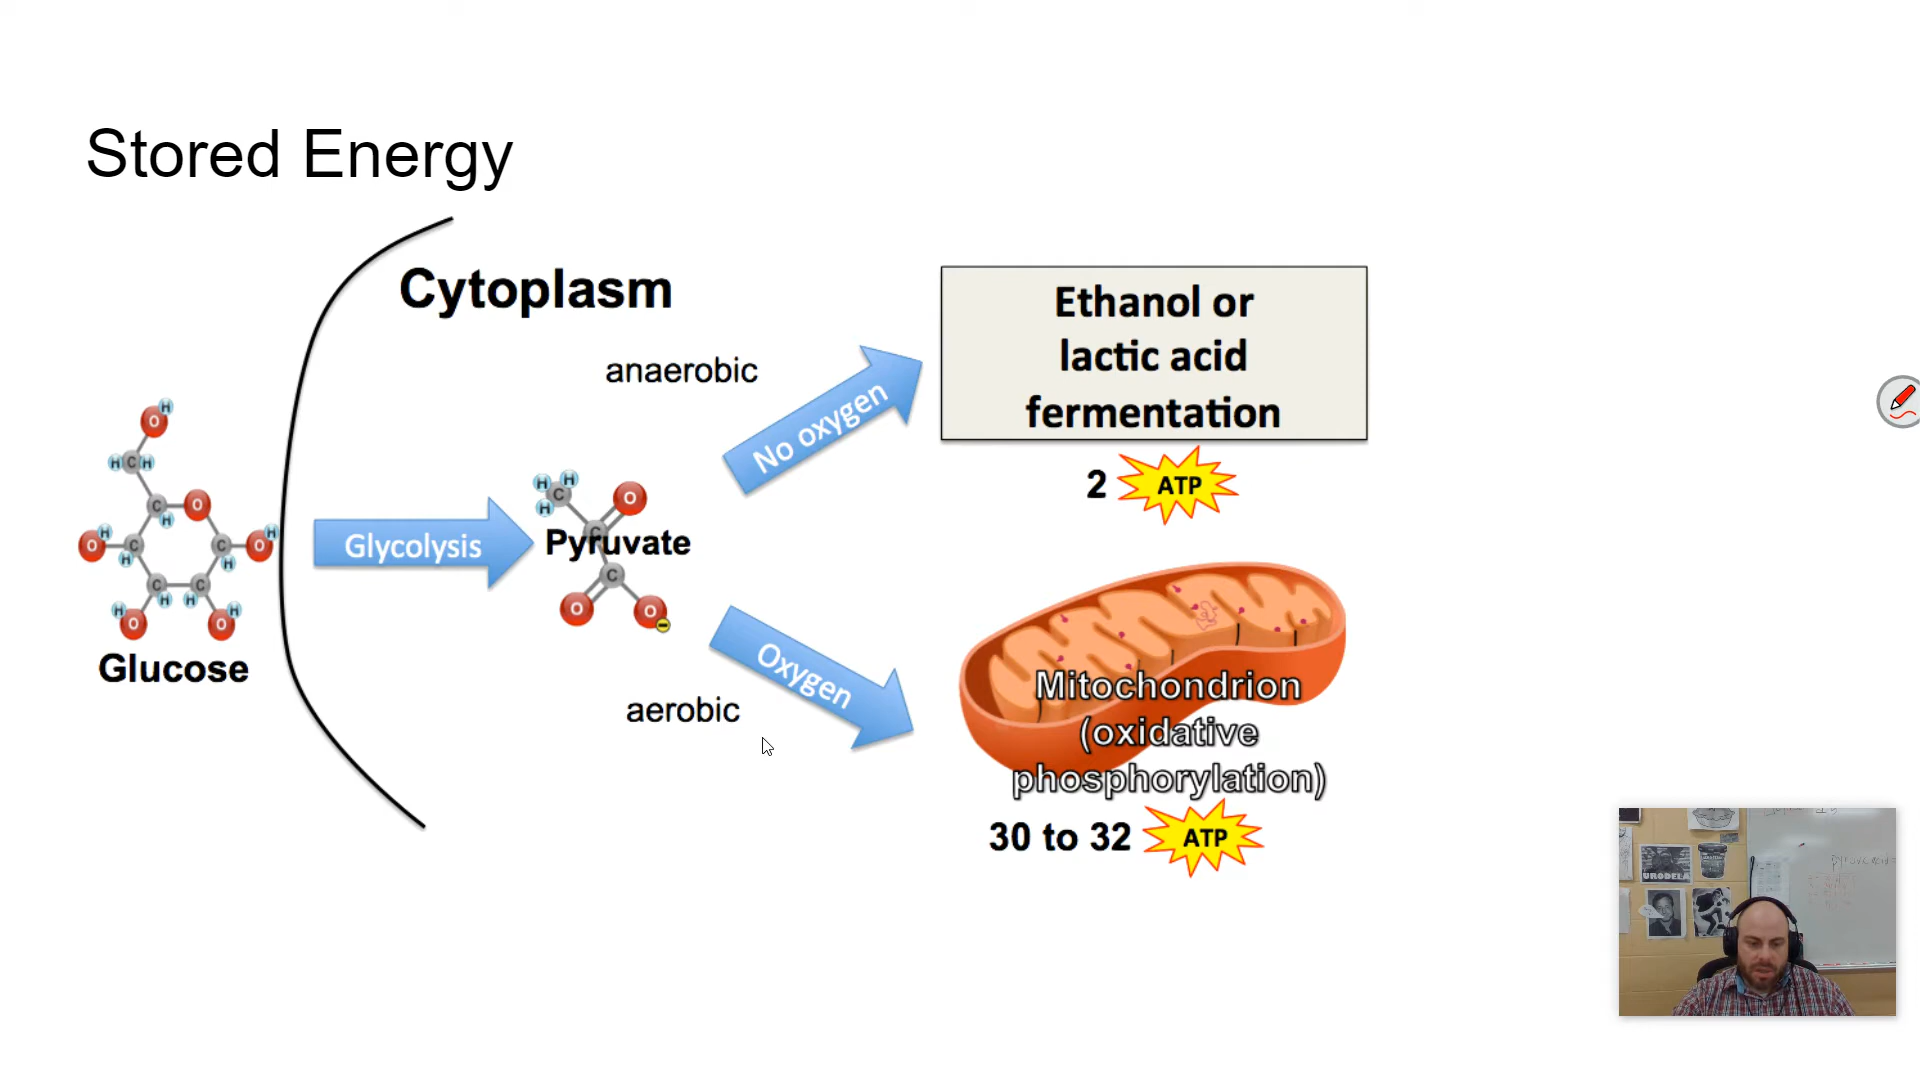 Stored Energy
Cytoplasm
anaerobic
No oxygen
Ethanol or
lactic acid
fermentation
2 ATP
H
O
H C H
C
O
H
O H C
C O H
H
H
C H
H C
H O
O H
Glucose
Glycolysis
H H
C
H
O
C
Pyruvate
C
O
O
Oxygen
aerobic
Mitochondrion
(oxidative
phosphorylation)
30 to 32 ATP
URODELA